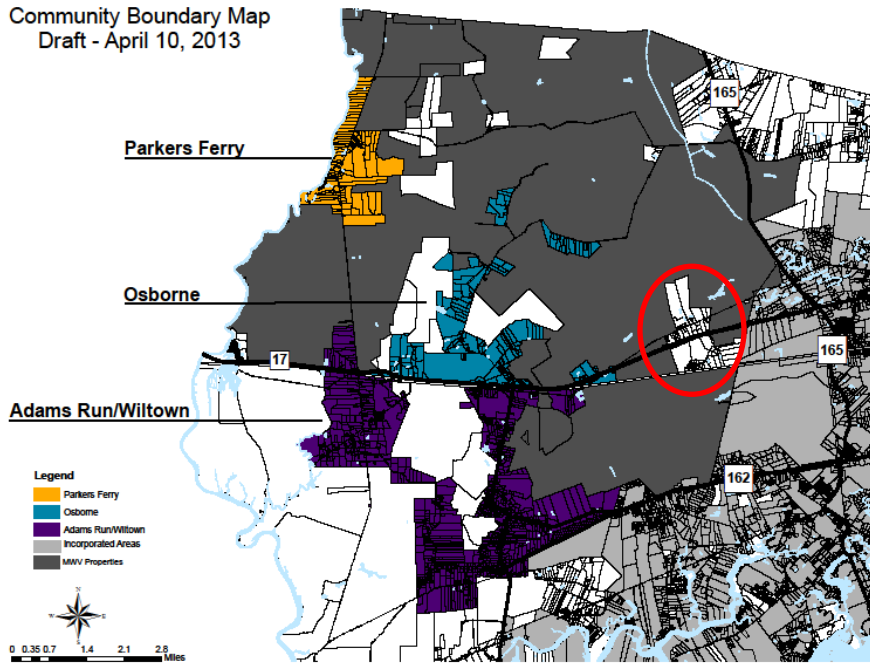 Community Boundary Map
Draft - April 10, 2013
165
Parkers Ferry
Osborne
17
165
Adams Run/Wiltown
162
Legend
Parkers Ferry
Osborne
Adams Run/Wiltown
Incorporated Areas
MWV Properties
N
W E
S
0 0.35 0.7 1.4 2.1 2.8
Miles